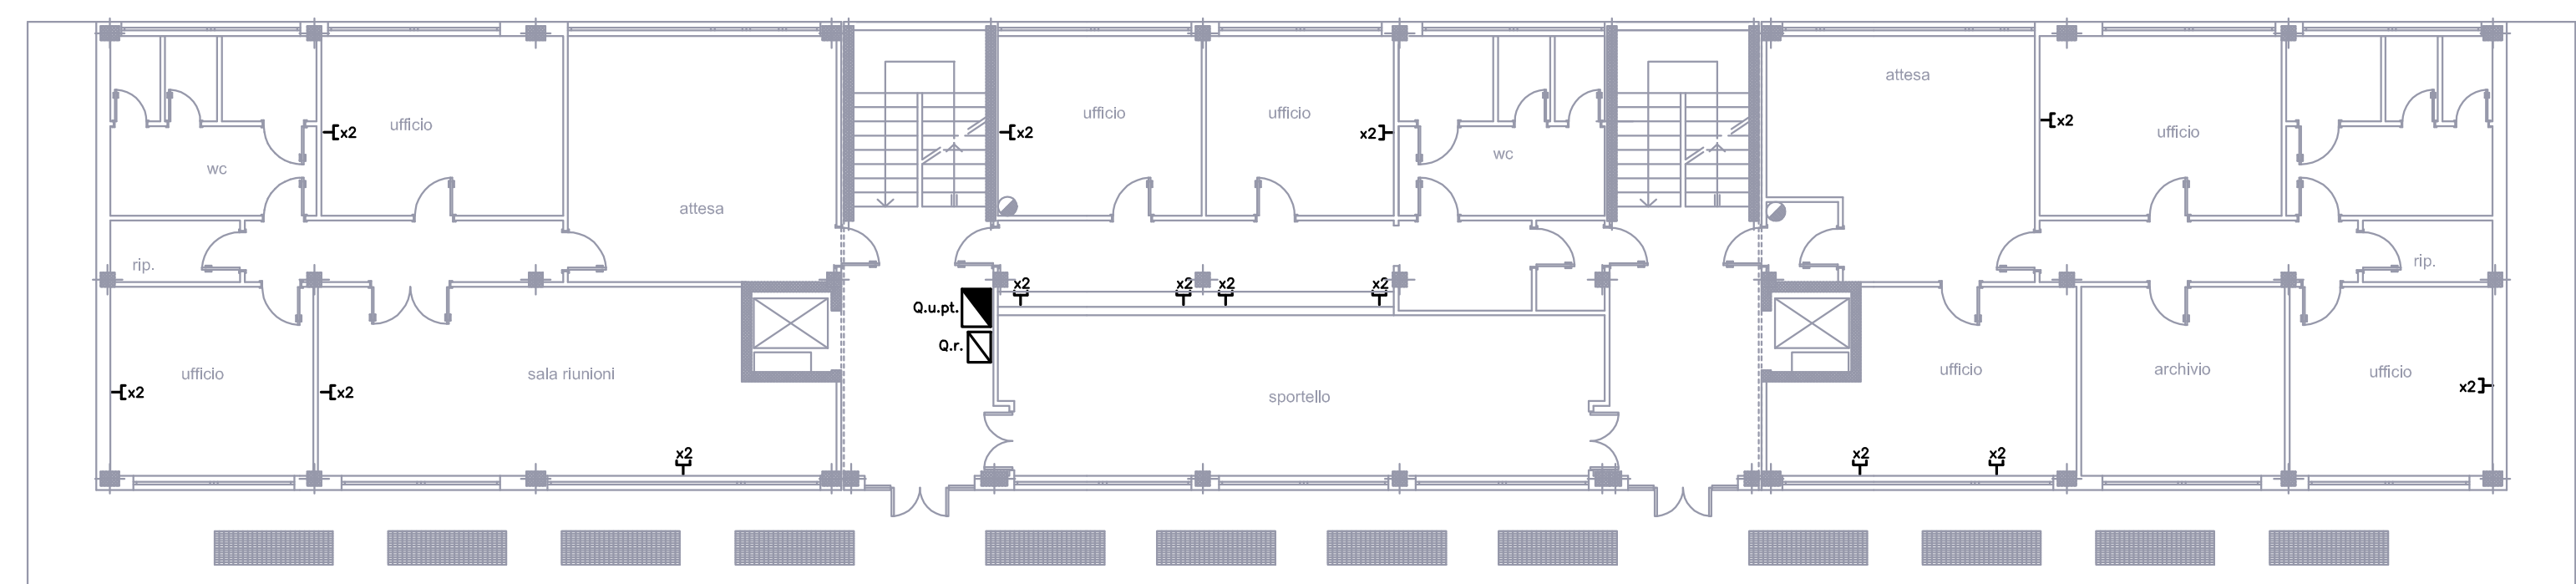 attesa
ufficio
ufficio
x2
ufficio
x2
x2
x2
ufficio
x2
wc
wc
attesa
rip.
rip.
x2
x2
x2
x2
Q.u.pt.
Q.r.
ufficio
sala riunioni
ufficio
archivio
ufficio
x2
x2
sportello
x2
x2
x2
x2